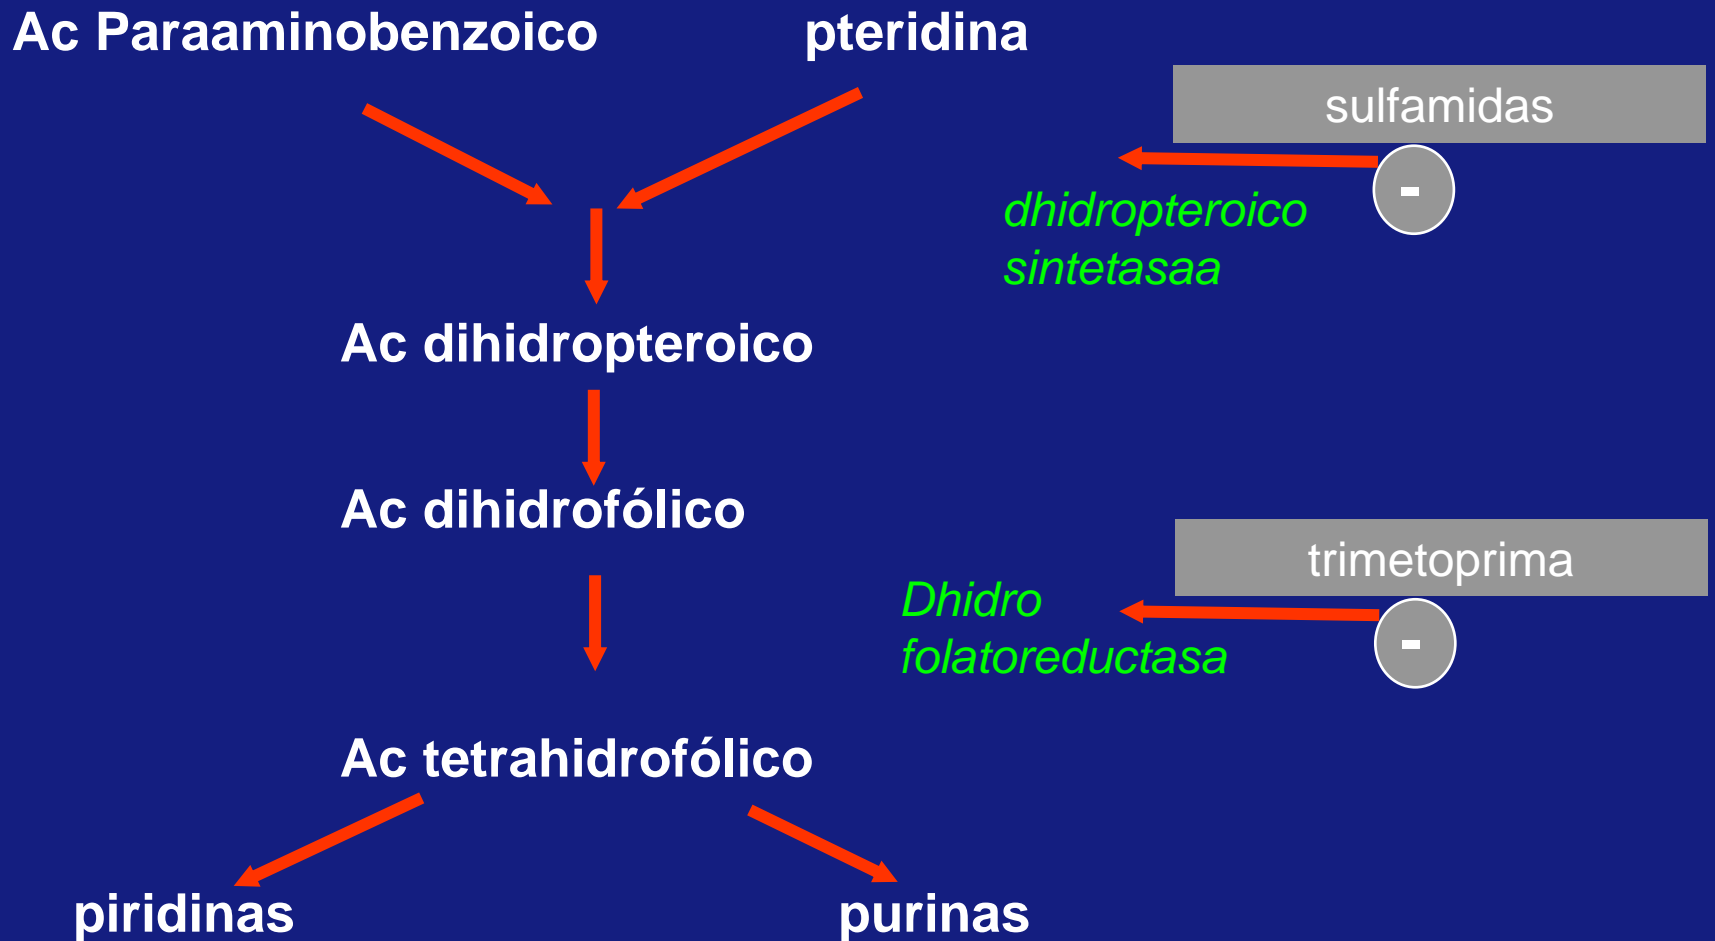 Ac Paraaminobenzoico
pteridina
sulfamidas
-
dhidropteroico
sintetasaa
Ac dihidropteroico
Ac dihidrofólico
trimetoprima
-
Dhidro
folatoreductasa
Ac tetrahidrofólico
piridinas
purinas